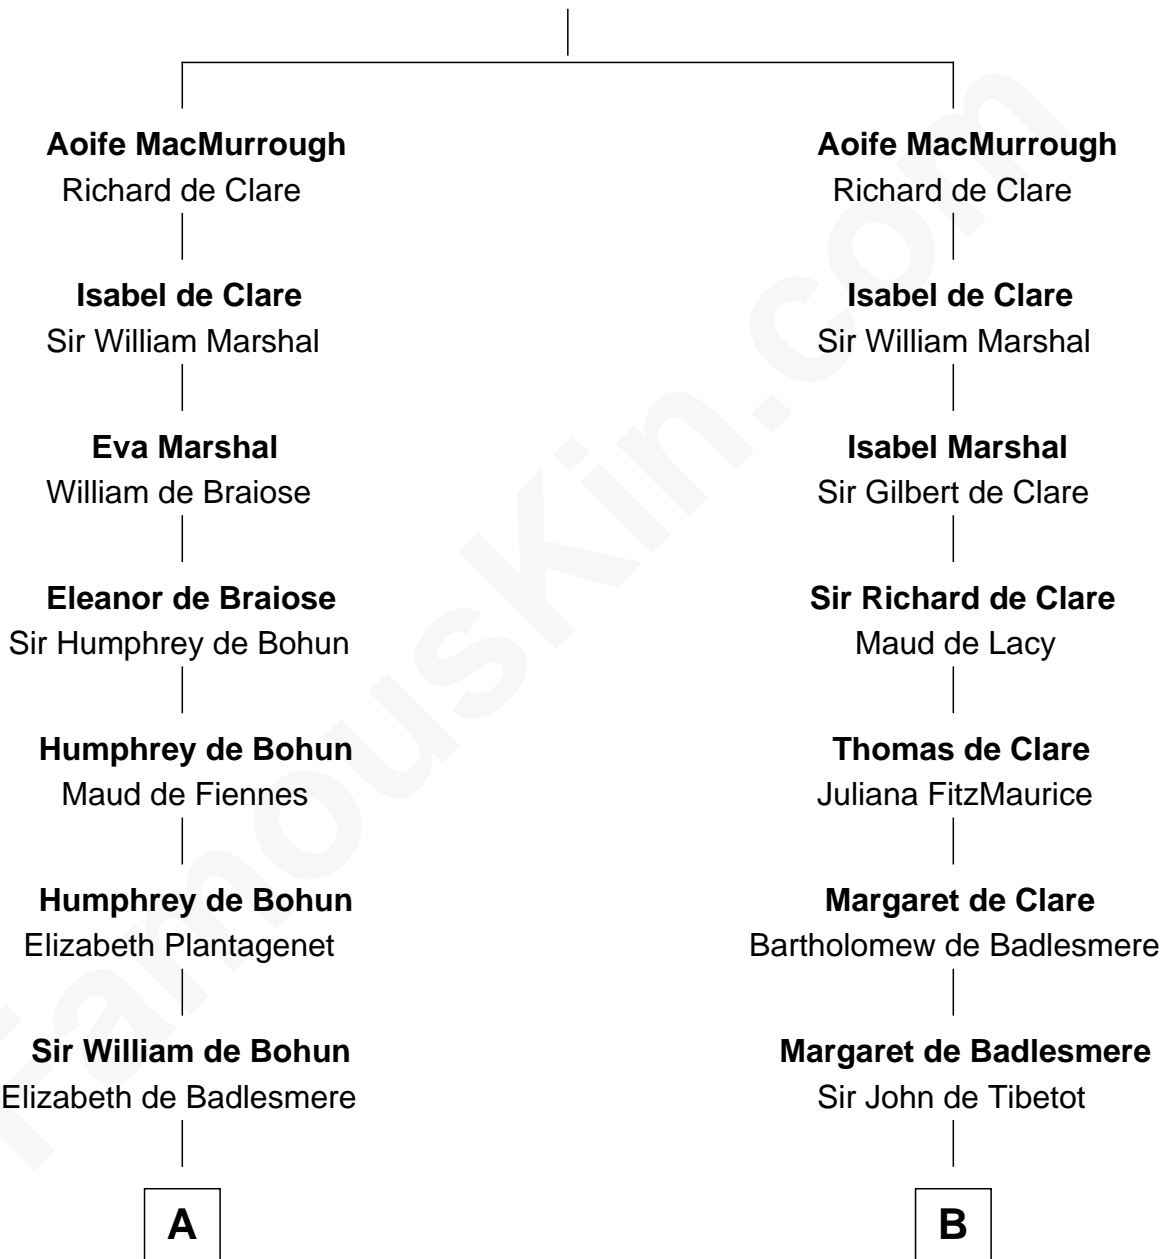 Aoife MacMurrough
Richard de Clare
Isabel de Clare
Sir William Marshal
Eva Marshal
William de Braiose
Eleanor de Braiose
Sir Humphrey de Bohun
Humphrey de Bohun
Maud de Fiennes
Humphrey de Bohun
Elizabeth Plantagenet
Sir William de Bohun
Elizabeth de Badlesmere
A
Aoife MacMurrough
Richard de Clare
Isabel de Clare
Sir William Marshal
Isabel Marshal
Sir Gilbert de Clare
Sir Richard de Clare
Maud de Lacy
Thomas de Clare
Juliana FitzMaurice
Margaret de Clare
Bartholomew de Badlesmere
Margaret de Badlesmere
Sir John de Tibetot
B
FamousKin.com